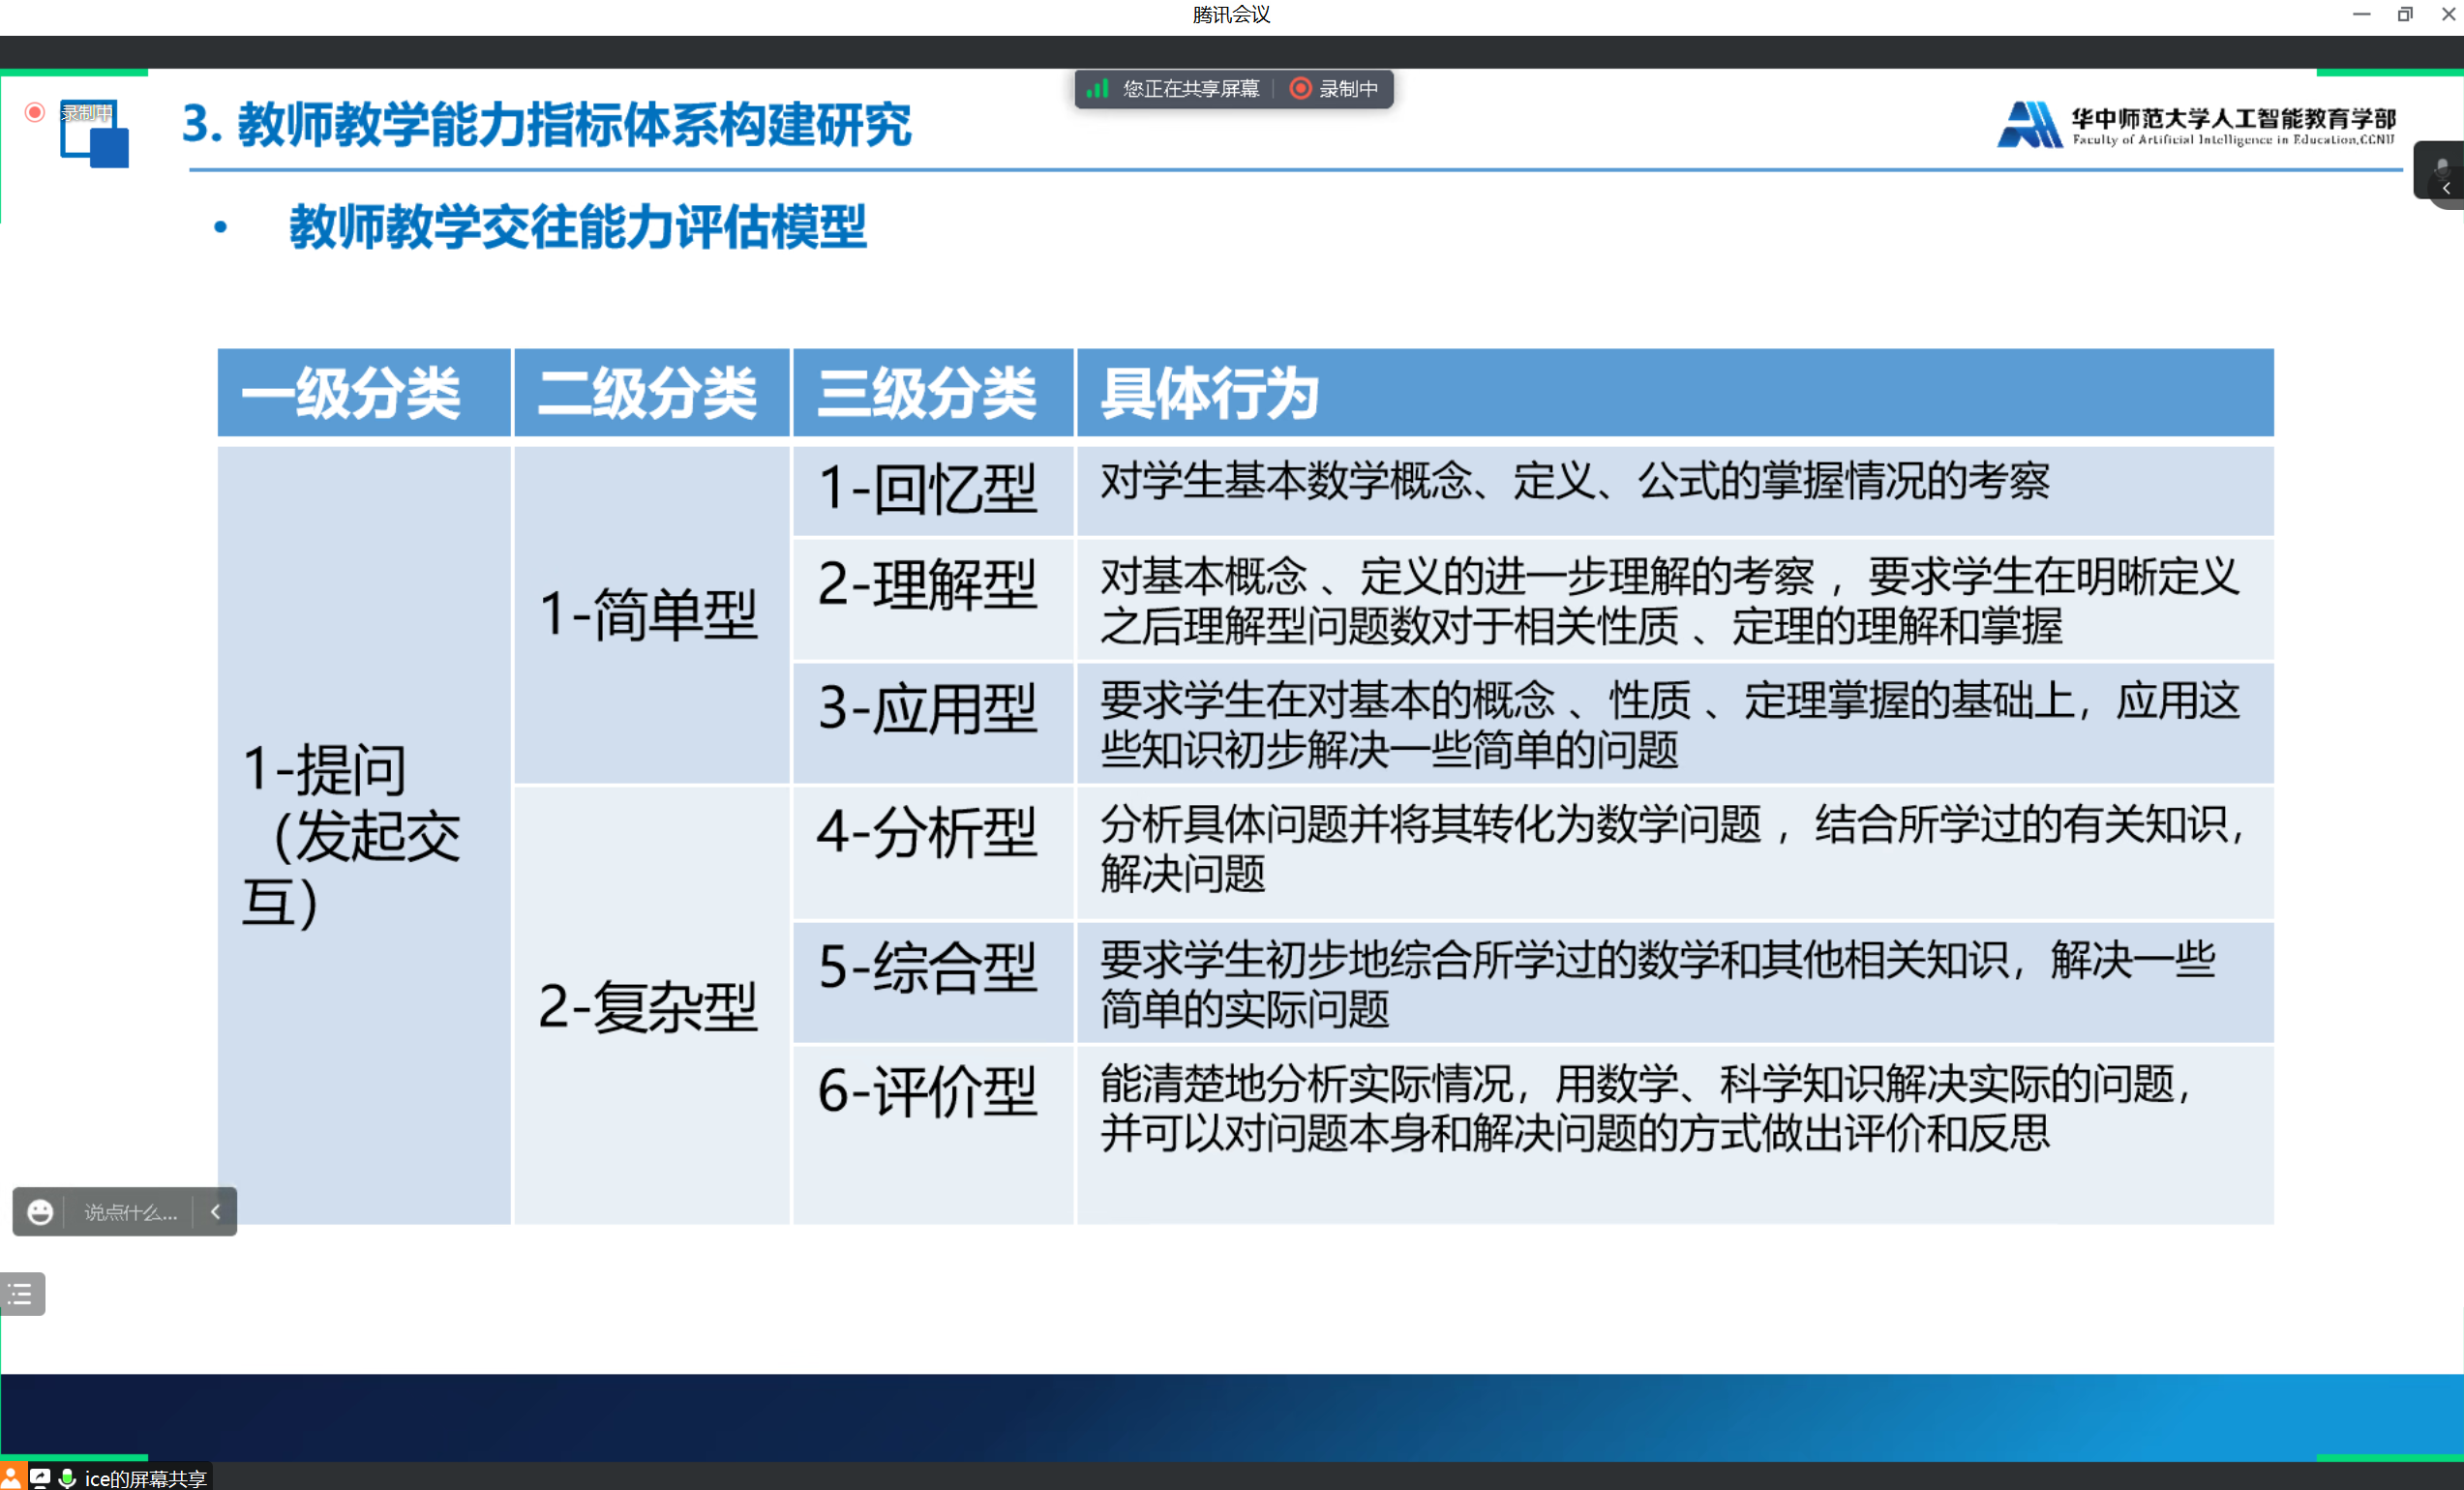 腾讯会议
您正在共享屏幕
录制中
录制中
3. 教师教学能力指标体系构建研究
华中师范大学人工智能教育学部
Faculty of Artificial Intelligence in Education,CCNU
• 教师教学交往能力评估模型
一级分类 二级分类 三级分类 具体行为
1-提问
（发起交
互）
1-简单型
1-回忆型
对学生基本数学概念、定义、公式的掌握情况的考察
2-理解型
对基本概念 、定义的进一步理解的考察 ，要求学生在明晰定义
之后理解型问题数对于相关性质 、定理的理解和掌握
3-应用型
要求学生在对基本的概念 、性质 、定理掌握的基础上，应用这
些知识初步解决一些简单的问题
2-复杂型
4-分析型
分析具体问题并将其转化为数学问题 ，结合所学过的有关知识，
解决问题
5-综合型
要求学生初步地综合所学过的数学和其他相关知识，解决一些
简单的实际问题
6-评价型
能清楚地分析实际情况，用数学、科学知识解决实际的问题，
并可以对问题本身和解决问题的方式做出评价和反思
说点什么...
ice的屏幕共享